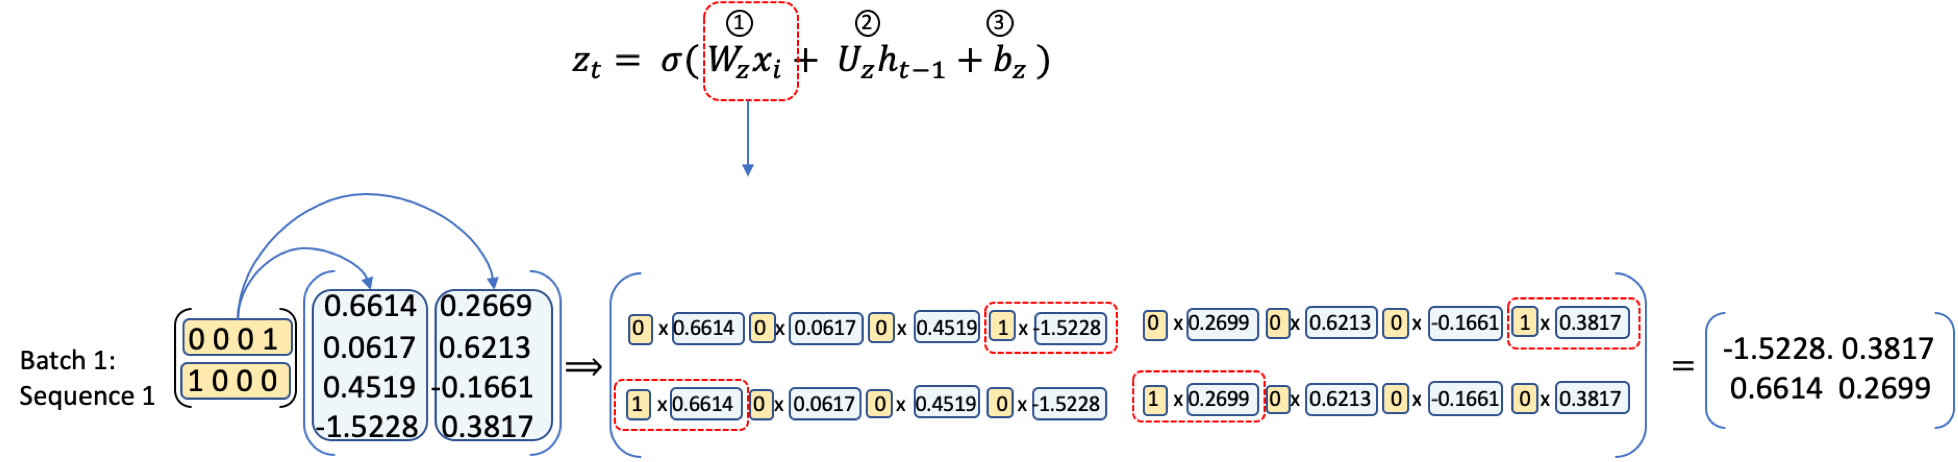 ① ② ③
z_t = σ( W_z x_i + U_z h_{t−1} + b_z )
Batch 1:
Sequence 1
0 0 0 1
1 0 0 0
0.6614 0.2669
0.0617 0.6213
0.4519 -0.1661
-1.5228 0.3817
⟹
0 x 0.6614 0 x 0.0617 0 x 0.4519 1 x -1.5228 0 x 0.2699 0 x 0.6213 0 x -0.1661 1 x 0.3817
1 x 0.6614 0 x 0.0617 0 x 0.4519 0 x -1.5228 1 x 0.2699 0 x 0.6213 0 x -0.1661 0 x 0.3817
=
-1.5228. 0.3817
0.6614 0.2699